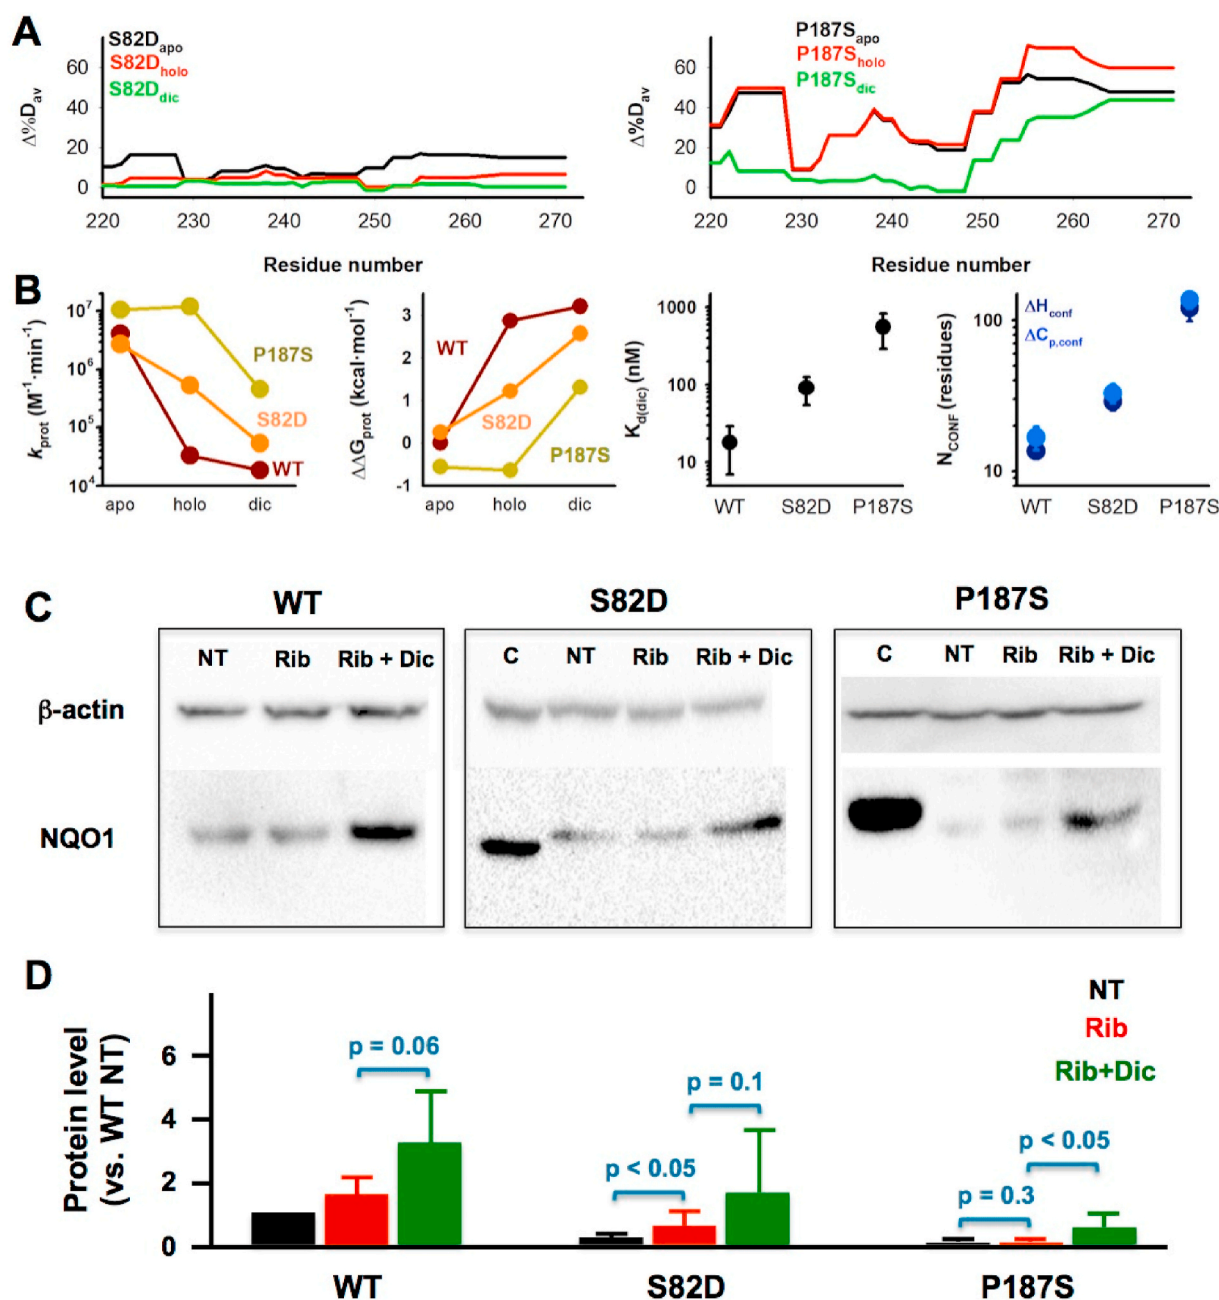 A
S82Dapo
S82Dholo
S82Ddic
Δ%Dav
60
40
20
0
220 230 240 250 260 270
Residue number
P187Sapo
P187Sholo
P187Sdic
Δ%Dav
60
40
20
0
220 230 240 250 260 270
Residue number
B
kprot (M⁻¹·min⁻¹)
10⁷
10⁶
10⁵
10⁴
P187S
S82D
WT
apo holo dic
ΔΔGprot (kcal·mol⁻¹)
3
2
1
0
-1
WT
S82D
P187S
apo holo dic
Kd(dic) (nM)
1000
100
10
WT S82D P187S
NCONF (residues)
100
10
ΔHconf
ΔCp,conf
WT S82D P187S
C
WT
S82D
P187S
NT Rib Rib + Dic
C NT Rib Rib + Dic
C NT Rib Rib + Dic
β-actin
NQO1
D
Protein level
(vs. WT NT)
6
4
2
0
p = 0.06
p < 0.05
p = 0.1
p = 0.3
p < 0.05
NT
Rib
Rib+Dic
WT S82D P187S